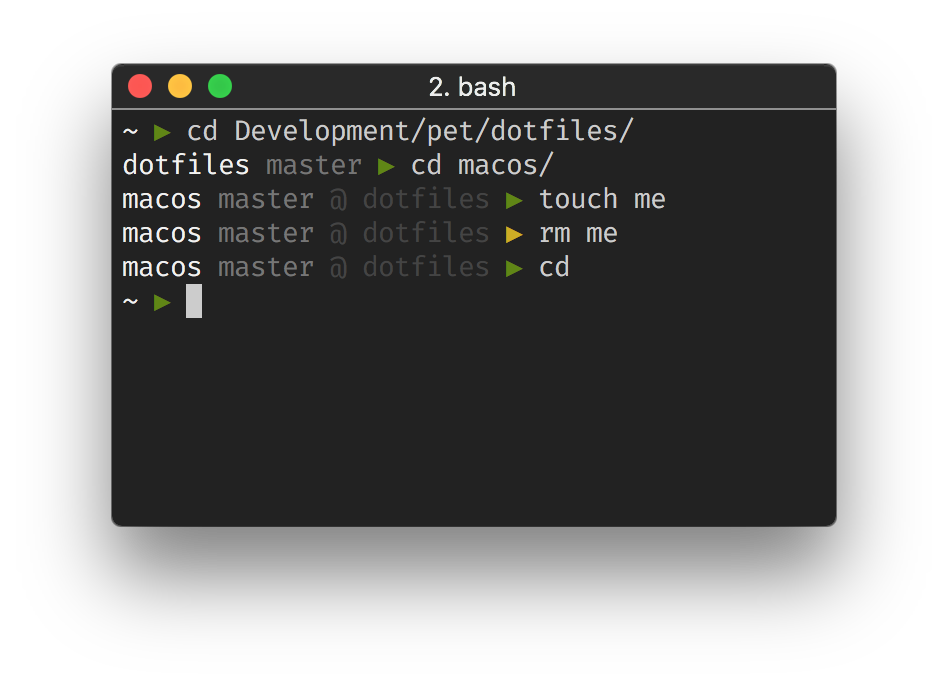 2. bash
~ ▶ cd Development/pet/dotfiles/
dotfiles master ▶ cd macos/
macos master @ dotfiles ▶ touch me
macos master @ dotfiles ▶ rm me
macos master @ dotfiles ▶ cd
~ ▶